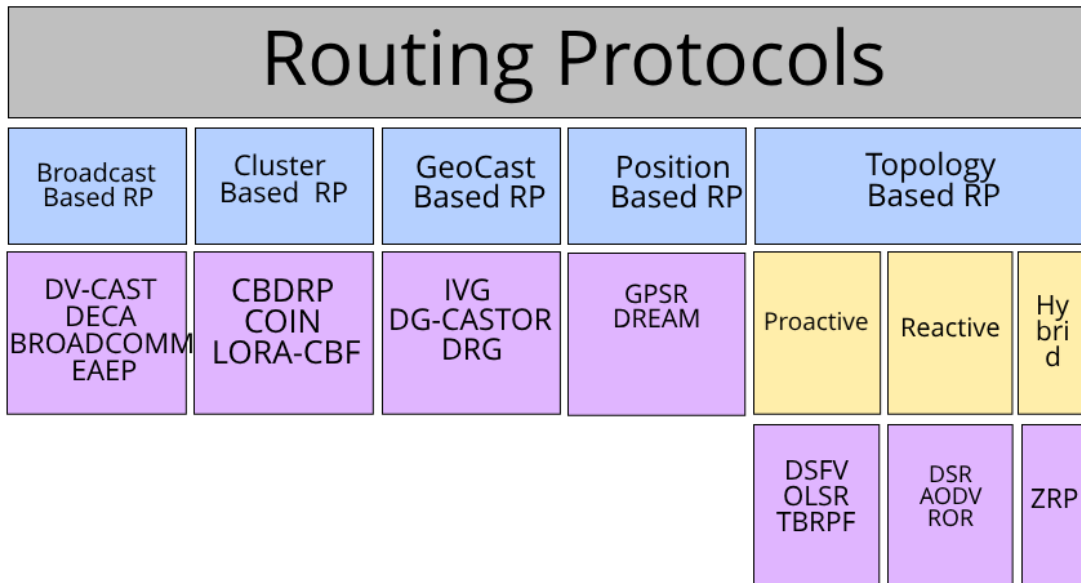 Routing Protocols
Broadcast
Based RP
Cluster
Based RP
GeoCast
Based RP
Position
Based RP
Topology
Based RP
DV-CAST
DECA
BROADCOMM
EAEP
CBDRP
COIN
LORA-CBF
IVG
DG-CASTOR
DRG
GPSR
DREAM
Proactive
Reactive
Hy
bri
d
DSFV
OLSR
TBRPF
DSR
AODV
ROR
ZRP